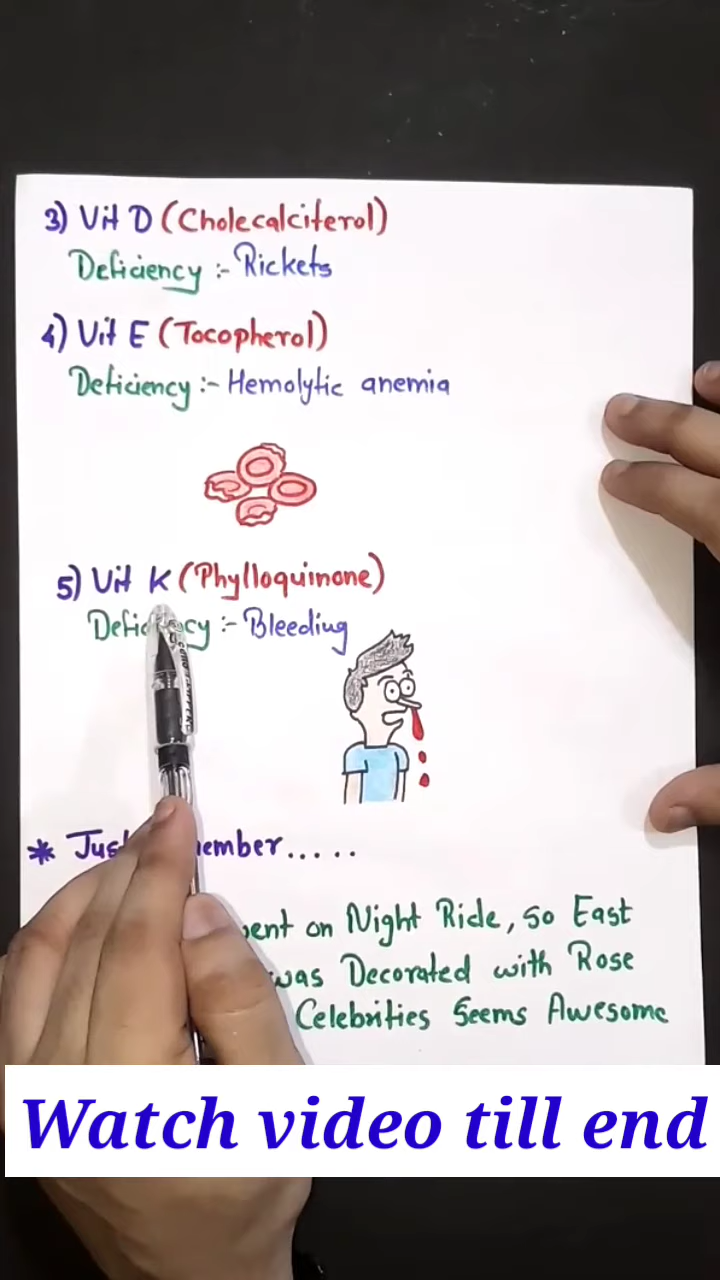 3) Vit D (Cholecalciferol)
Deficiency :- Rickets
4) Vit E (Tocopherol)
Deficiency :- Hemolytic anemia
5) Vit K (Phylloquinone)
Deficiency :- Bleeding
* Just ember.....
on Night Ride, so East
was Decorated with Rose
Celebrities Seems Awesome
Watch video till end